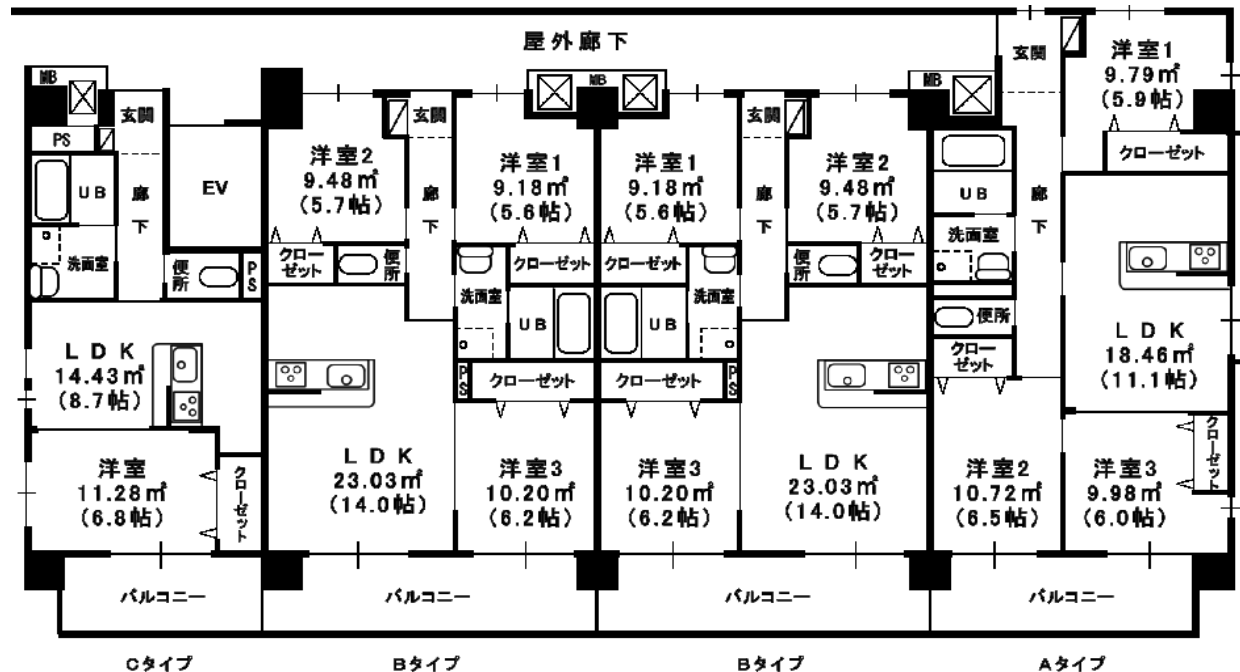 屋外廊下
MB
玄関
PS
UB
廊下
洗面室
便所
PS
EV
LDK
14.43㎡
(8.7帖)
洋室
11.28㎡
(6.8帖)
クローゼット
バルコニー
Cタイプ
玄関
洋室2
9.48㎡
(5.7帖)
廊下
洋室1
9.18㎡
(5.6帖)
MB
クローゼット
便所
クローゼット
洗面室
UB
PS
クローゼット
LDK
23.03㎡
(14.0帖)
洋室3
10.20㎡
(6.2帖)
バルコニー
Bタイプ
洋室1
9.18㎡
(5.6帖)
玄関
廊下
洋室2
9.48㎡
(5.7帖)
クローゼット
便所
クローゼット
洗面室
UB
クローゼット
PS
洋室3
10.20㎡
(6.2帖)
LDK
23.03㎡
(14.0帖)
バルコニー
Bタイプ
MB
玄関
洋室1
9.79㎡
(5.9帖)
クローゼット
UB
廊下
洗面室
便所
クローゼット
LDK
18.46㎡
(11.1帖)
クローゼット
洋室2
10.72㎡
(6.5帖)
洋室3
9.98㎡
(6.0帖)
バルコニー
Aタイプ